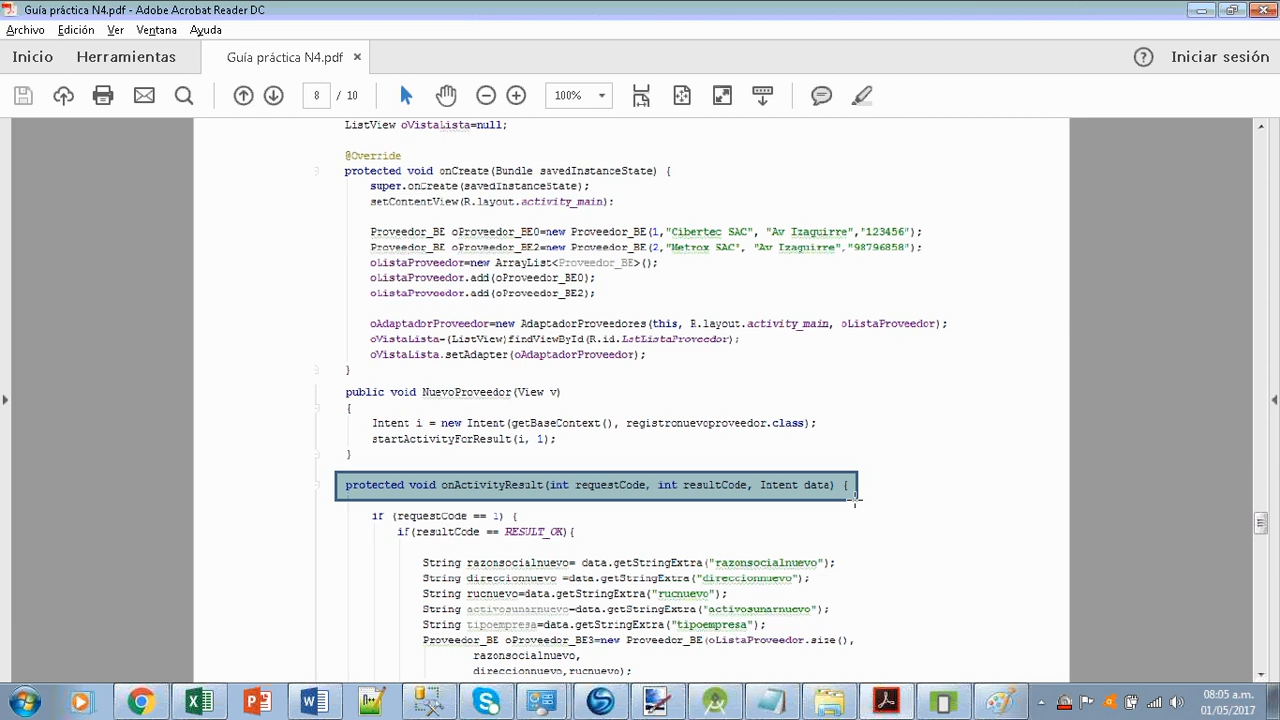 Guía práctica N4.pdf - Adobe Acrobat Reader DC
Archivo Edición Ver Ventana Ayuda
Inicio Herramientas Guía práctica N4.pdf × ? Iniciar sesión
8 / 10 100%
ListView oVistaLista=null;
@Override
protected void onCreate(Bundle savedInstanceState) {
super.onCreate(savedInstanceState);
setContentView(R.layout.activity_main);
Proveedor_BE oProveedor_BE0=new Proveedor_BE(1,"Cibertec SAC", "Av Izaguirre","123456");
Proveedor_BE oProveedor_BE2=new Proveedor_BE(2,"Metrox SAC", "Av Izaguirre","98796858");
oListaProveedor=new ArrayList<Proveedor_BE>();
oListaProveedor.add(oProveedor_BE0);
oListaProveedor.add(oProveedor_BE2);
oAdaptadorProveedor=new AdaptadorProveedores(this, R.layout.activity_main, oListaProveedor);
oVistaLista=(ListView)findViewById(R.id.lstListaProveedor);
oVistaLista.setAdapter(oAdaptadorProveedor);
}
public void NuevoProveedor(View v)
{
Intent i = new Intent(getBaseContext(), registronuevoproveedor.class);
startActivityForResult(i, 1);
}
protected void onActivityResult(int requestCode, int resultCode, Intent data) {
if (requestCode == 1) {
if(resultCode == RESULT_OK){
String razonsocialnuevo= data.getStringExtra("razonsocialnuevo");
String direccionnuevo =data.getStringExtra("direccionnuevo");
String rucnuevo=data.getStringExtra("rucnuevo");
String activosunarnuevo=data.getStringExtra("activosunarnuevo");
String tipoempresa=data.getStringExtra("tipoempresa");
Proveedor_BE oProveedor_BE3=new Proveedor_BE(oListaProveedor.size(),
razonsocialnuevo,
direccionnuevo,rucnuevo);
08:05 a.m.
01/05/2017